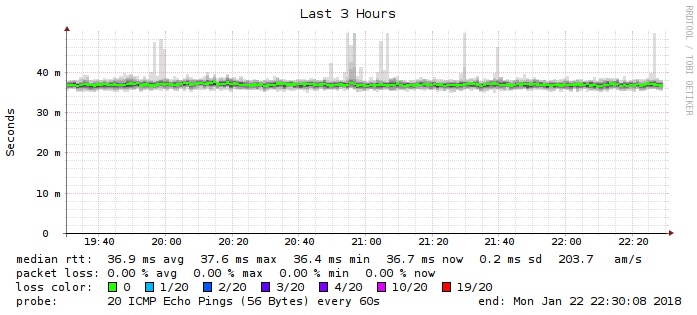 Last 3 Hours
RRDTOOL / TOBI OETIKER
Seconds
40 m
30 m
20 m
10 m
0
19:40 20:00 20:20 20:40 21:00 21:20 21:40 22:00 22:20
median rtt: 36.9 ms avg 37.6 ms max 36.4 ms min 36.7 ms now 0.2 ms sd 203.7 am/s
packet loss: 0.00 % avg 0.00 % max 0.00 % min 0.00 % now
loss color: 0 1/20 2/20 3/20 4/20 10/20 19/20
probe: 20 ICMP Echo Pings (56 Bytes) every 60s end: Mon Jan 22 22:30:08 2018